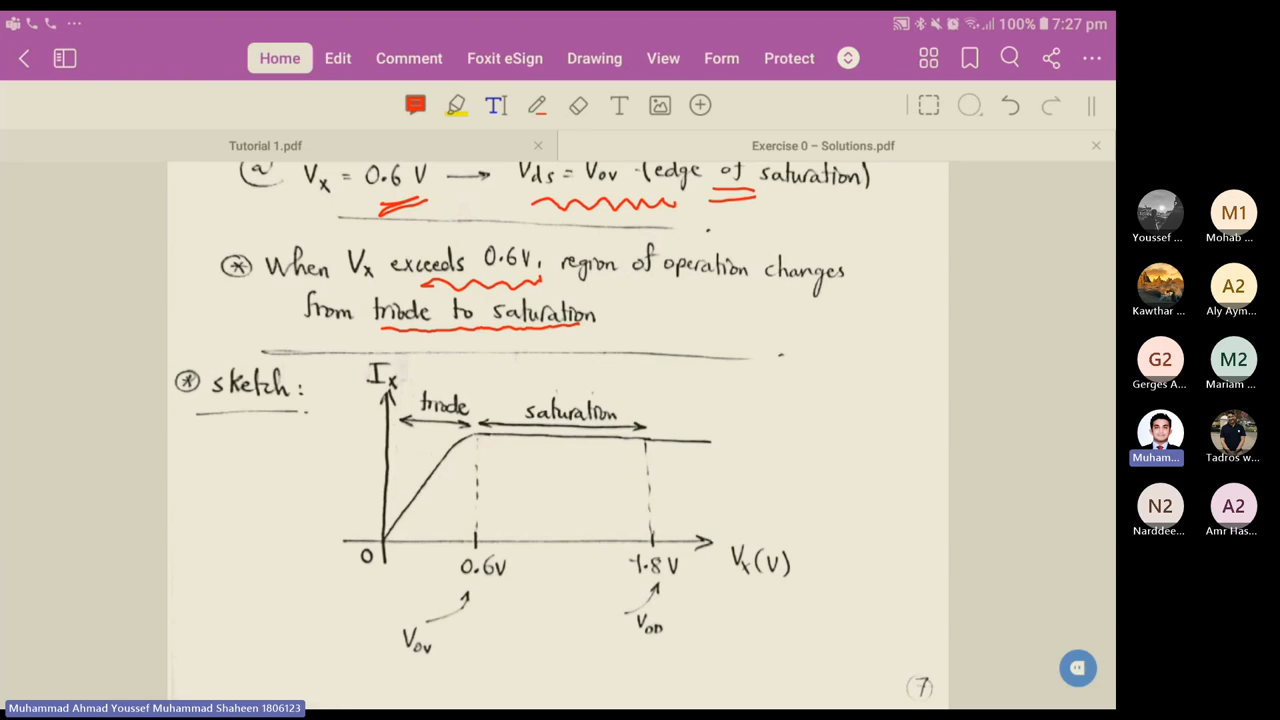 100% 7:27 pm
Home Edit Comment Foxit eSign Drawing View Form Protect
Tutorial 1.pdf
Exercise 0 – Solutions.pdf
@ Vx = 0.6 V → Vds = Vov (edge of saturation)
* When Vx exceeds 0.6V, region of operation changes
from triode to saturation
* sketch:
Ix
triode
saturation
0
0.6V
1.8 V
Vx(V)
Vov
VDD
7
Youssef ...
M1
Mohab ...
Kawthar ...
A2
Aly Aym...
G2
Gerges A...
M2
Mariam ...
Muham...
Tadros w...
N2
Narddee...
A2
Amr Has...
Muhammad Ahmad Youssef Muhammad Shaheen 1806123